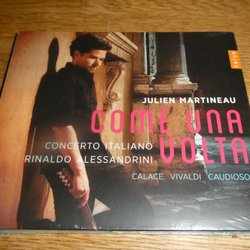 JULIEN MARTINEAU
COME UNA
VOLTA
CONCERTO ITALIANO
RINALDO ALESSANDRINI
CALACE VIVALDI CAUDIOSO